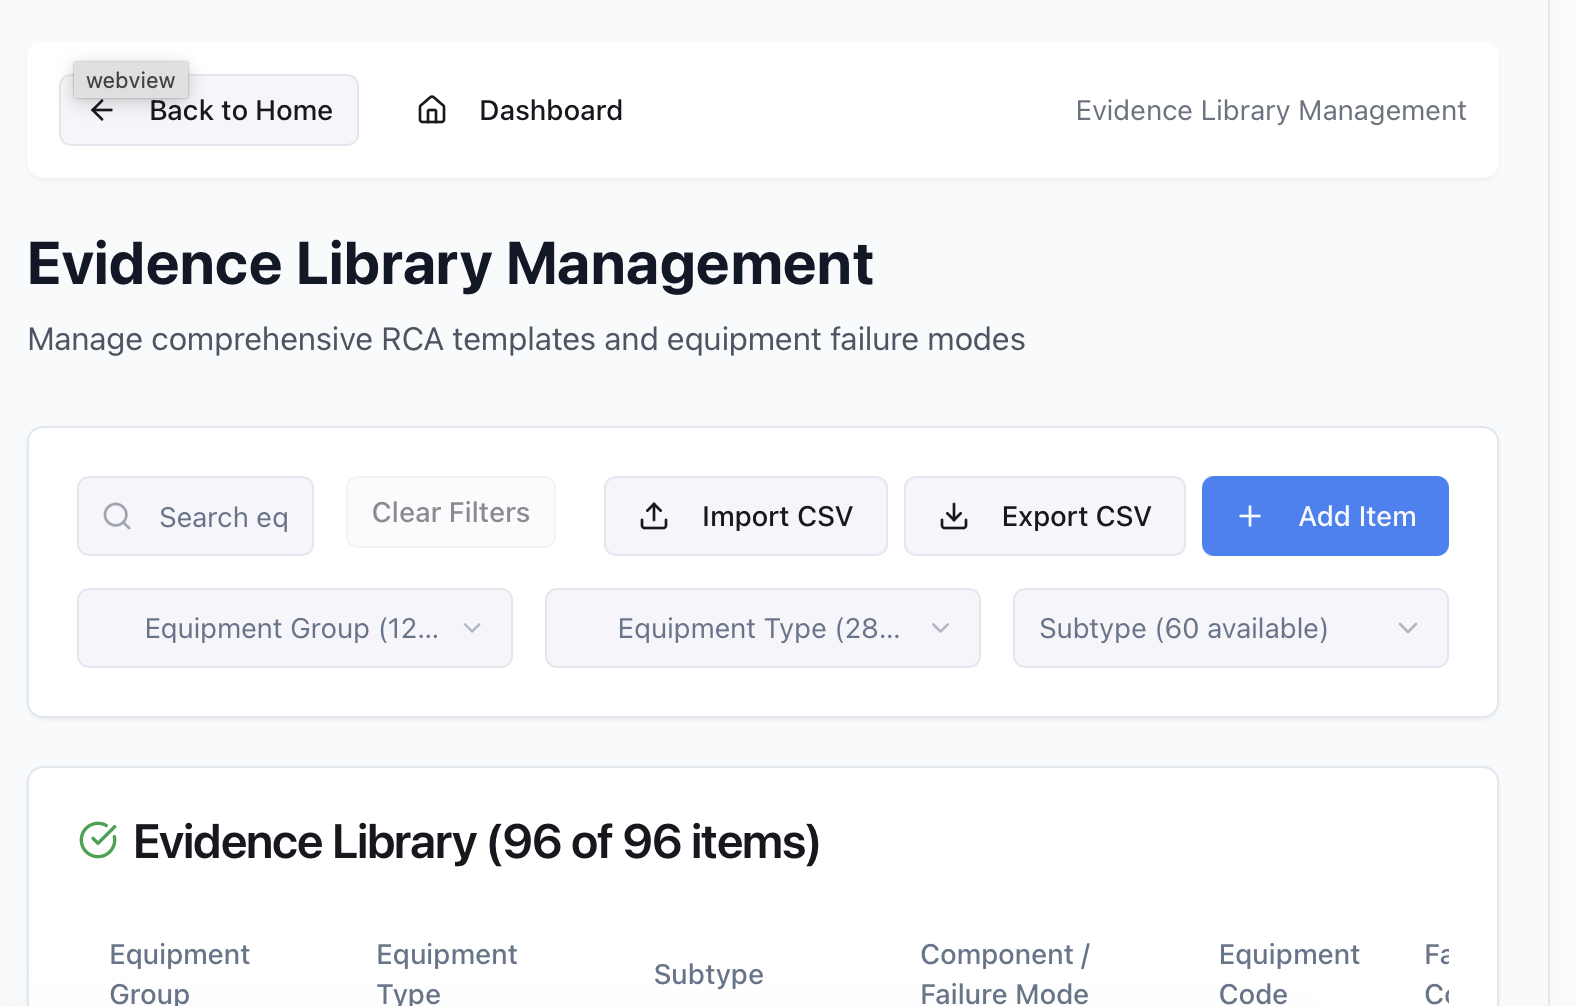 webview
Back to Home
Dashboard
Evidence Library Management
Evidence Library Management
Manage comprehensive RCA templates and equipment failure modes
Search eq
Clear Filters
Import CSV
Export CSV
Add Item
Equipment Group (12...
Equipment Type (28...
Subtype (60 available)
Evidence Library (96 of 96 items)
Equipment
Group
Equipment
Type
Subtype
Component /
Failure Mode
Equipment
Code
Fa